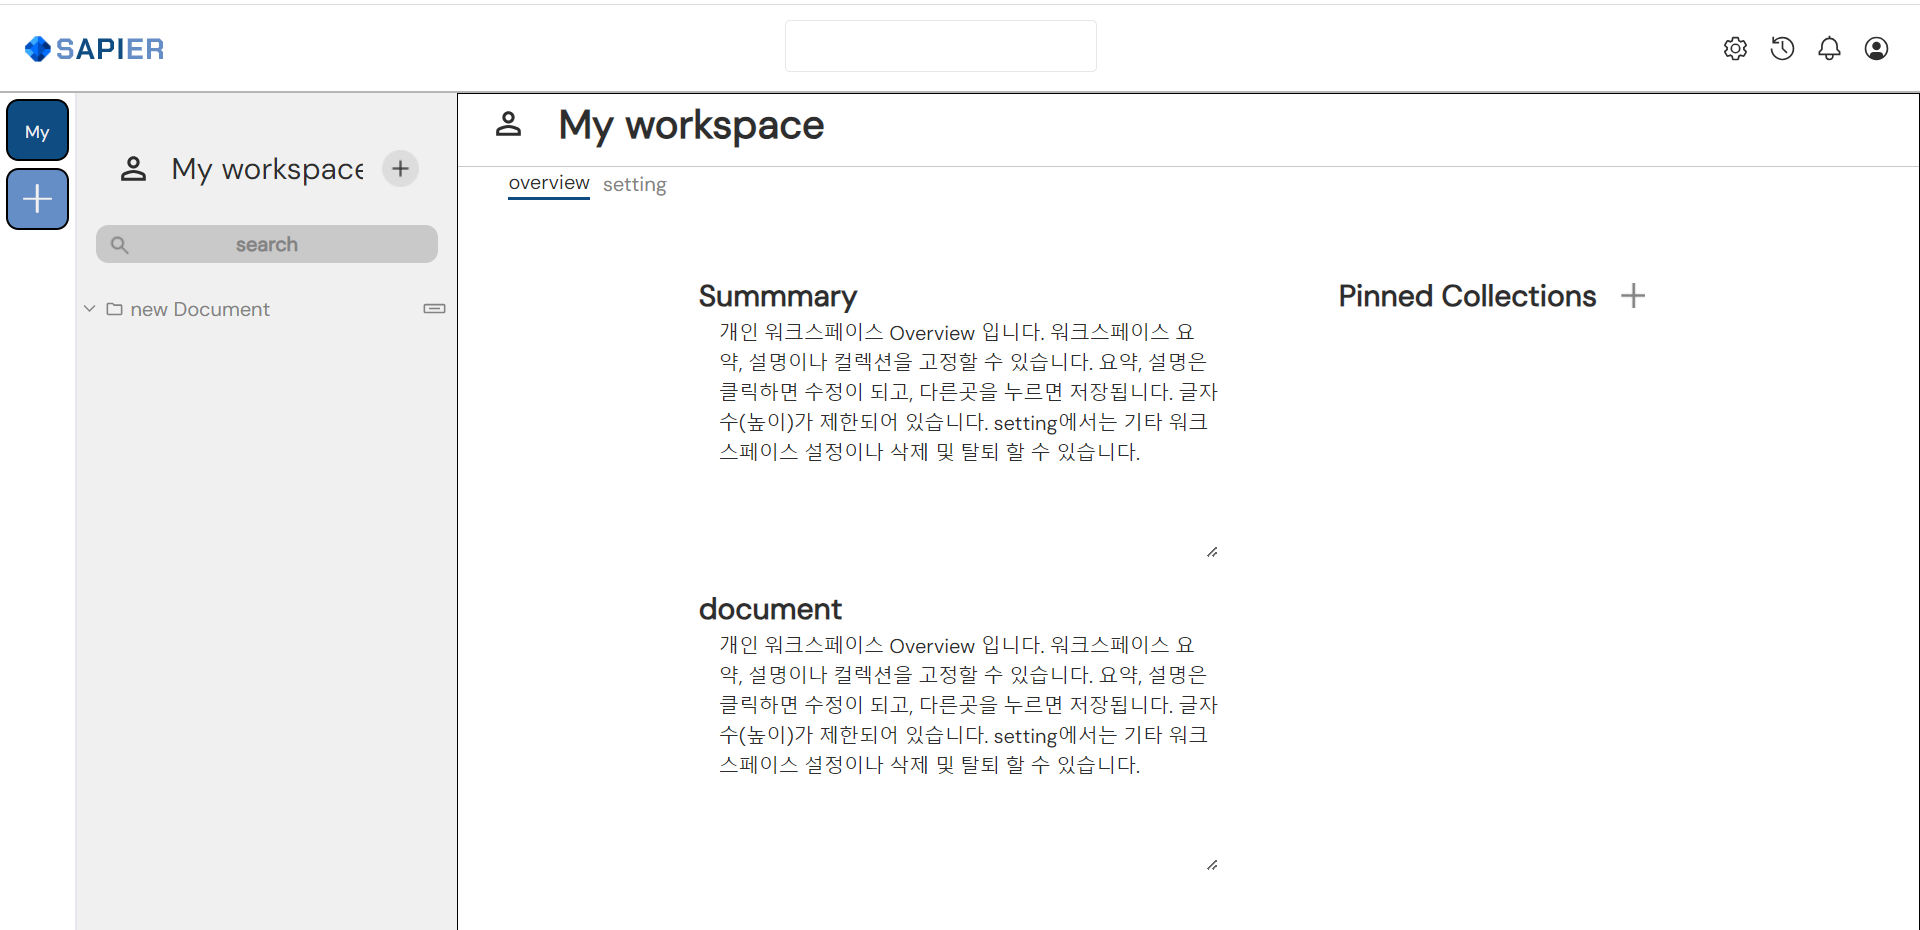 SAPIER
My
My workspace
search
new Document
My workspace
overview setting
Summmary
개인 워크스페이스 Overview 입니다. 워크스페이스 요
약, 설명이나 컬렉션을 고정할 수 있습니다. 요약, 설명은
클릭하면 수정이 되고, 다른곳을 누르면 저장됩니다. 글자
수(높이)가 제한되어 있습니다. setting에서는 기타 워크
스페이스 설정이나 삭제 및 탈퇴 할 수 있습니다.
document
개인 워크스페이스 Overview 입니다. 워크스페이스 요
약, 설명이나 컬렉션을 고정할 수 있습니다. 요약, 설명은
클릭하면 수정이 되고, 다른곳을 누르면 저장됩니다. 글자
수(높이)가 제한되어 있습니다. setting에서는 기타 워크
스페이스 설정이나 삭제 및 탈퇴 할 수 있습니다.
Pinned Collections